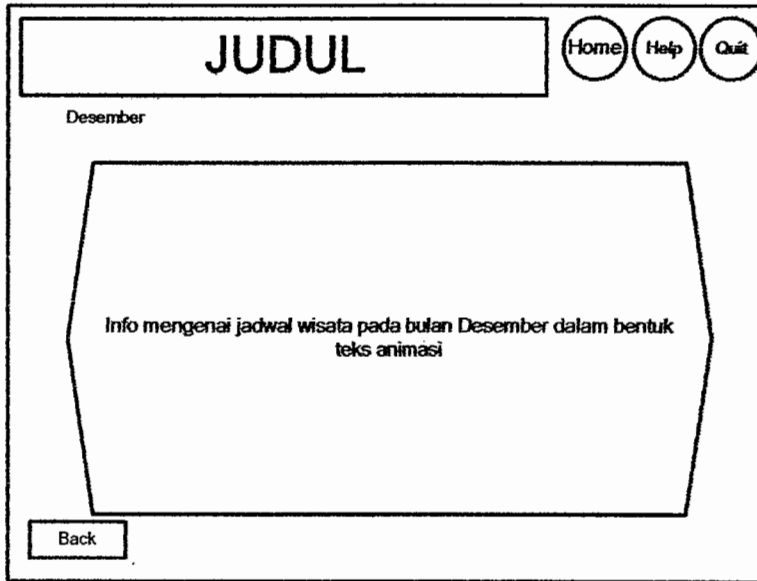 JUDUL
Home Help Quit
Desember
Info mengenai jadwal wisata pada bulan Desember dalam bentuk
teks animasi
Back